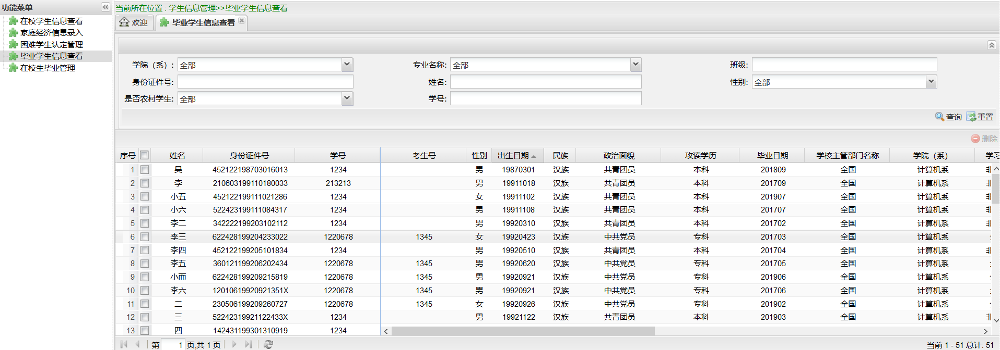 功能菜单
在校学生信息查看
家庭经济信息录入
困难学生认定管理
毕业学生信息查看
在校生毕业管理
当前所在位置 : 学生信息管理>>毕业学生信息查看
欢迎 毕业学生信息查看
学院（系）: 全部 专业名称: 全部 班级:
身份证件号: 姓名: 性别: 全部
是否农村学生: 全部 学号:
查询 重置
删除
序号 姓名 身份证件号 学号 考生号 性别 出生日期 民族 政治面貌 攻读学历 毕业日期 学校主管部门名称 学院（系） 学习
1 吴 452122198703016013 1234 男 19870301 汉族 共青团员 本科 201809 全国 计算机系
2 李 210603199110180033 213213 男 19911018 汉族 共青团员 本科 201709 全国 计算机系
3 小五 452122199111021286 1234 女 19911102 汉族 共青团员 本科 201907 全国 计算机系
4 小六 522423199111084317 1234 男 19911108 汉族 共青团员 本科 201707 全国 计算机系
5 李二 342222199203102112 1234 男 19920310 汉族 共青团员 本科 201702 全国 计算机系
6 李三 622428199204233022 1220678 1345 女 19920423 汉族 中共党员 专科 201703 全国 计算机系
7 李四 452122199205101834 1234 男 19920510 汉族 共青团员 本科 201704 全国 计算机系
8 李五 360121199206202434 1220678 1345 男 19920620 汉族 中共党员 专科 201705 全国 计算机系
9 小而 622428199209215819 1220678 1345 男 19920921 汉族 中共党员 专科 201906 全国 计算机系
10 李六 12010619920921351X 1220678 1345 男 19920921 汉族 中共党员 专科 201706 全国 计算机系
11 二 230506199209260727 1220678 1345 女 19920926 汉族 中共党员 专科 201902 全国 计算机系
12 三 52242319921122433X 1234 男 19921122 汉族 共青团员 本科 201903 全国 计算机系
13 四 142431199301310919 1234
第 1 页,共 1 页 当前 1 - 51 总计: 51